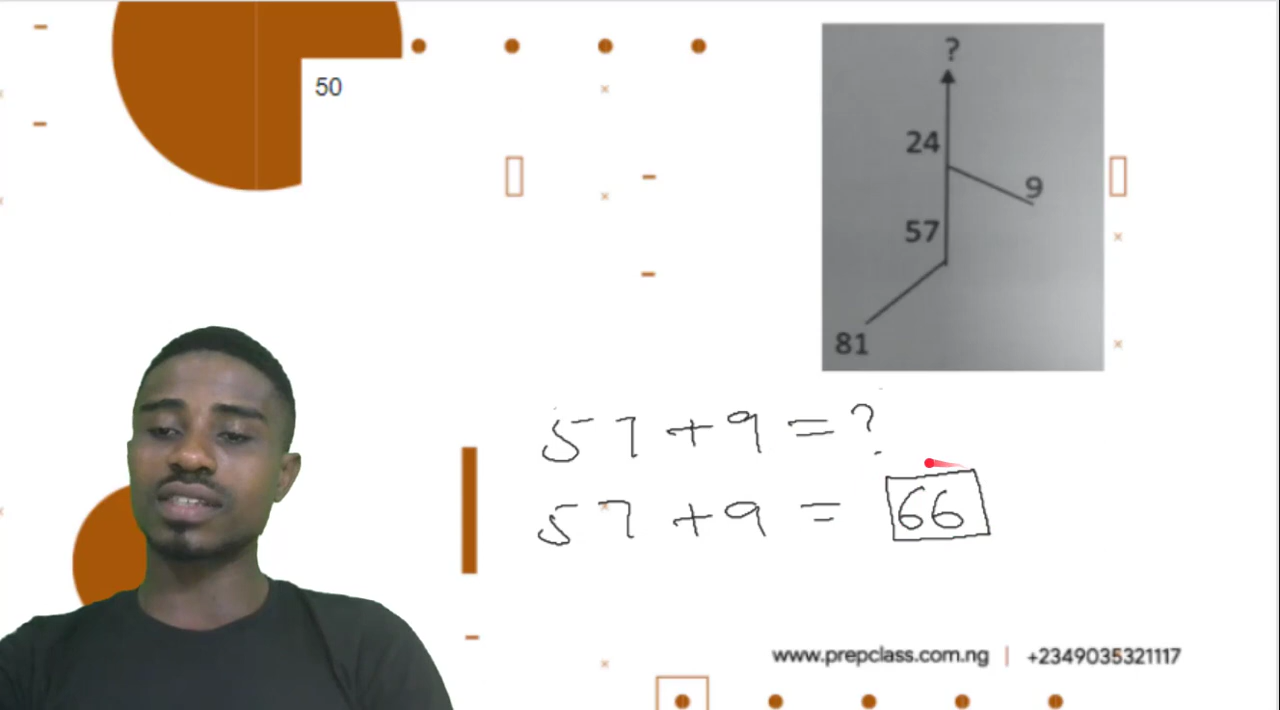 50
?
24
9
57
81
57 + 9 = ?
57 + 9 = 66
www.prepclass.com.ng | +2349035321117